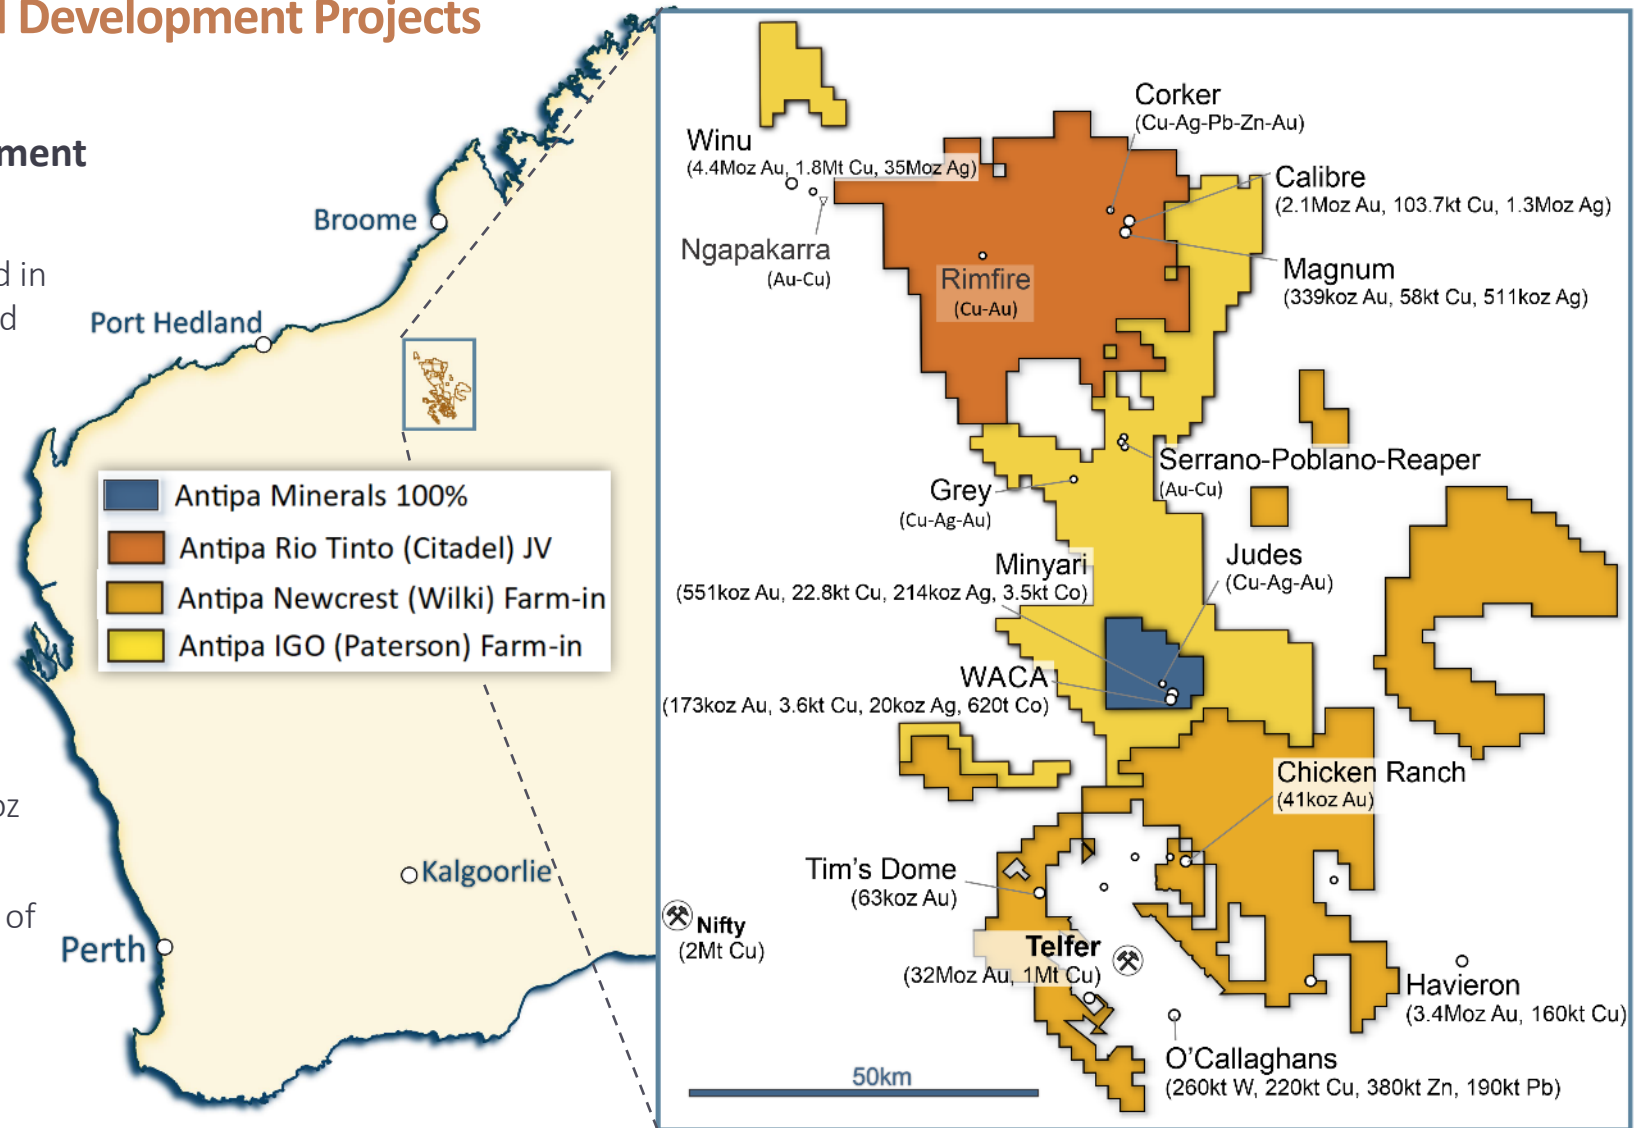 l Development Projects
ment
d in
d
oz
of
Broome
Port Hedland
Kalgoorlie
Perth
Antipa Minerals 100%
Antipa Rio Tinto (Citadel) JV
Antipa Newcrest (Wilki) Farm-in
Antipa IGO (Paterson) Farm-in
Corker
(Cu-Ag-Pb-Zn-Au)
Winu
(4.4Moz Au, 1.8Mt Cu, 35Moz Ag)
Calibre
(2.1Moz Au, 103.7kt Cu, 1.3Moz Ag)
Ngapakarra
(Au-Cu)
Rimfire
(Cu-Au)
Magnum
(339koz Au, 58kt Cu, 511koz Ag)
Serrano-Poblano-Reaper
(Au-Cu)
Grey
(Cu-Ag-Au)
Minyari
(551koz Au, 22.8kt Cu, 214koz Ag, 3.5kt Co)
Judes
(Cu-Ag-Au)
WACA
(173koz Au, 3.6kt Cu, 20koz Ag, 620t Co)
Chicken Ranch
(41koz Au)
Tim's Dome
(63koz Au)
Nifty
(2Mt Cu)
Telfer
(32Moz Au, 1Mt Cu)
Havieron
(3.4Moz Au, 160kt Cu)
O'Callaghans
(260kt W, 220kt Cu, 380kt Zn, 190kt Pb)
50km